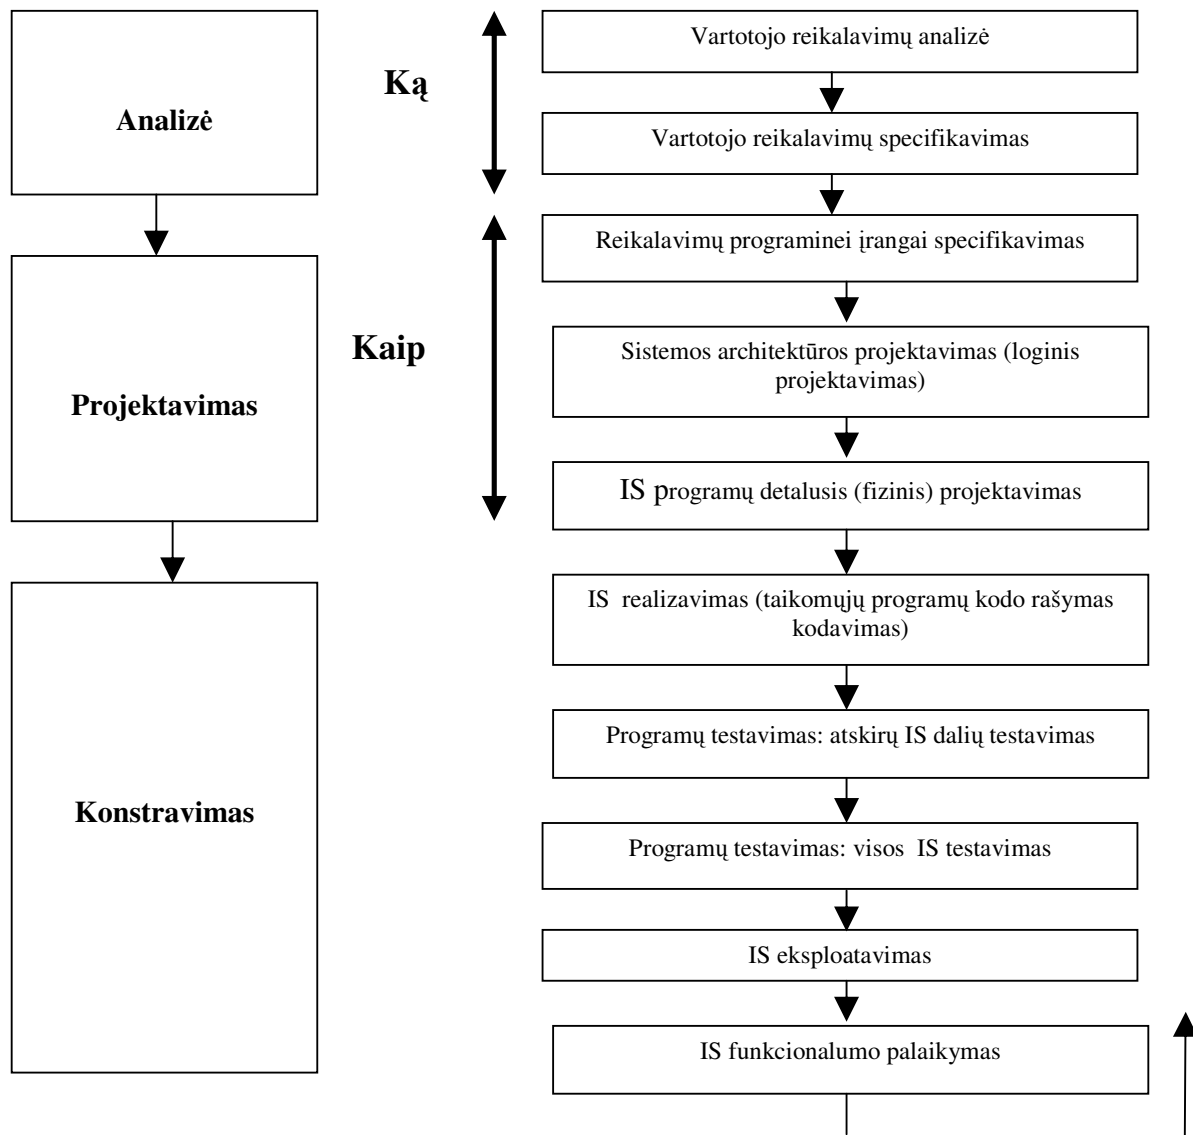 Analizė
Projektavimas
Konstravimas
Ką
Kaip
Vartotojo reikalavimų analizė
Vartotojo reikalavimų specifikavimas
Reikalavimų programinei įrangai specifikavimas
Sistemos architektūros projektavimas (loginis
projektavimas)
IS programų detalusis (fizinis) projektavimas
IS realizavimas (taikomųjų programų kodo rašymas
kodavimas)
Programų testavimas: atskirų IS dalių testavimas
Programų testavimas: visos IS testavimas
IS eksploatavimas
IS funkcionalumo palaikymas